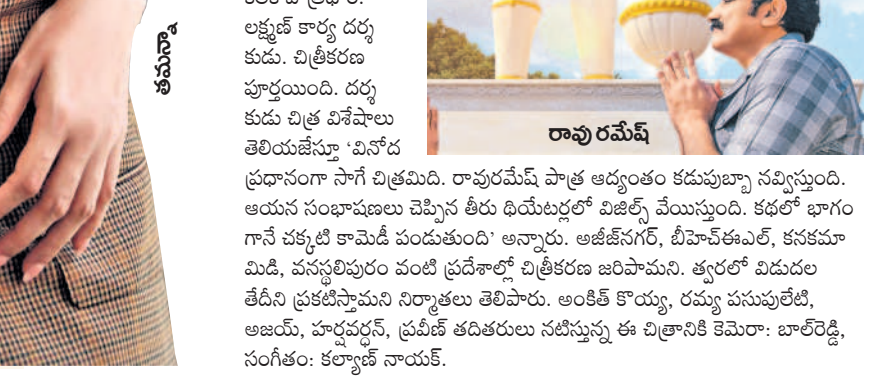 తమన్నా
రావు రమేష్
లక్ష్మణ్ కార్య దర్శ
కుడు. చిత్రీకరణ
పూర్తయింది. దర్శ
కుడు చిత్ర విశేషాలు
తెలియజేస్తూ ‘వినోద
ప్రధానంగా సాగే చిత్రమిది. రావురమేష్ పాత్ర ఆద్యంతం కడుపుబ్బా నవ్విస్తుంది.
ఆయన సంభాషణలు చెప్పిన తీరు థియేటర్లలో విజిల్స్ వేయిస్తుంది. కథలో భాగం
గానే చక్కటి కామెడీ పండుతుంది’ అన్నారు. అజీజ్‌నగర్, బీహెచ్‌ఈఎల్, కనకమా
మిడి, వనస్థలిపురం వంటి ప్రదేశాల్లో చిత్రీకరణ జరిపామని. త్వరలో విడుదల
తేదీని ప్రకటిస్తామని నిర్మాతలు తెలిపారు. అంకిత్ కొయ్య, రమ్య పసుపులేటి,
అజయ్, హర్షవర్ధన్, ప్రవీణ్ తదితరులు నటిస్తున్న ఈ చిత్రానికి కెమెరా: బాల్‌రెడ్డి,
సంగీతం: కల్యాణ్ నాయక్.